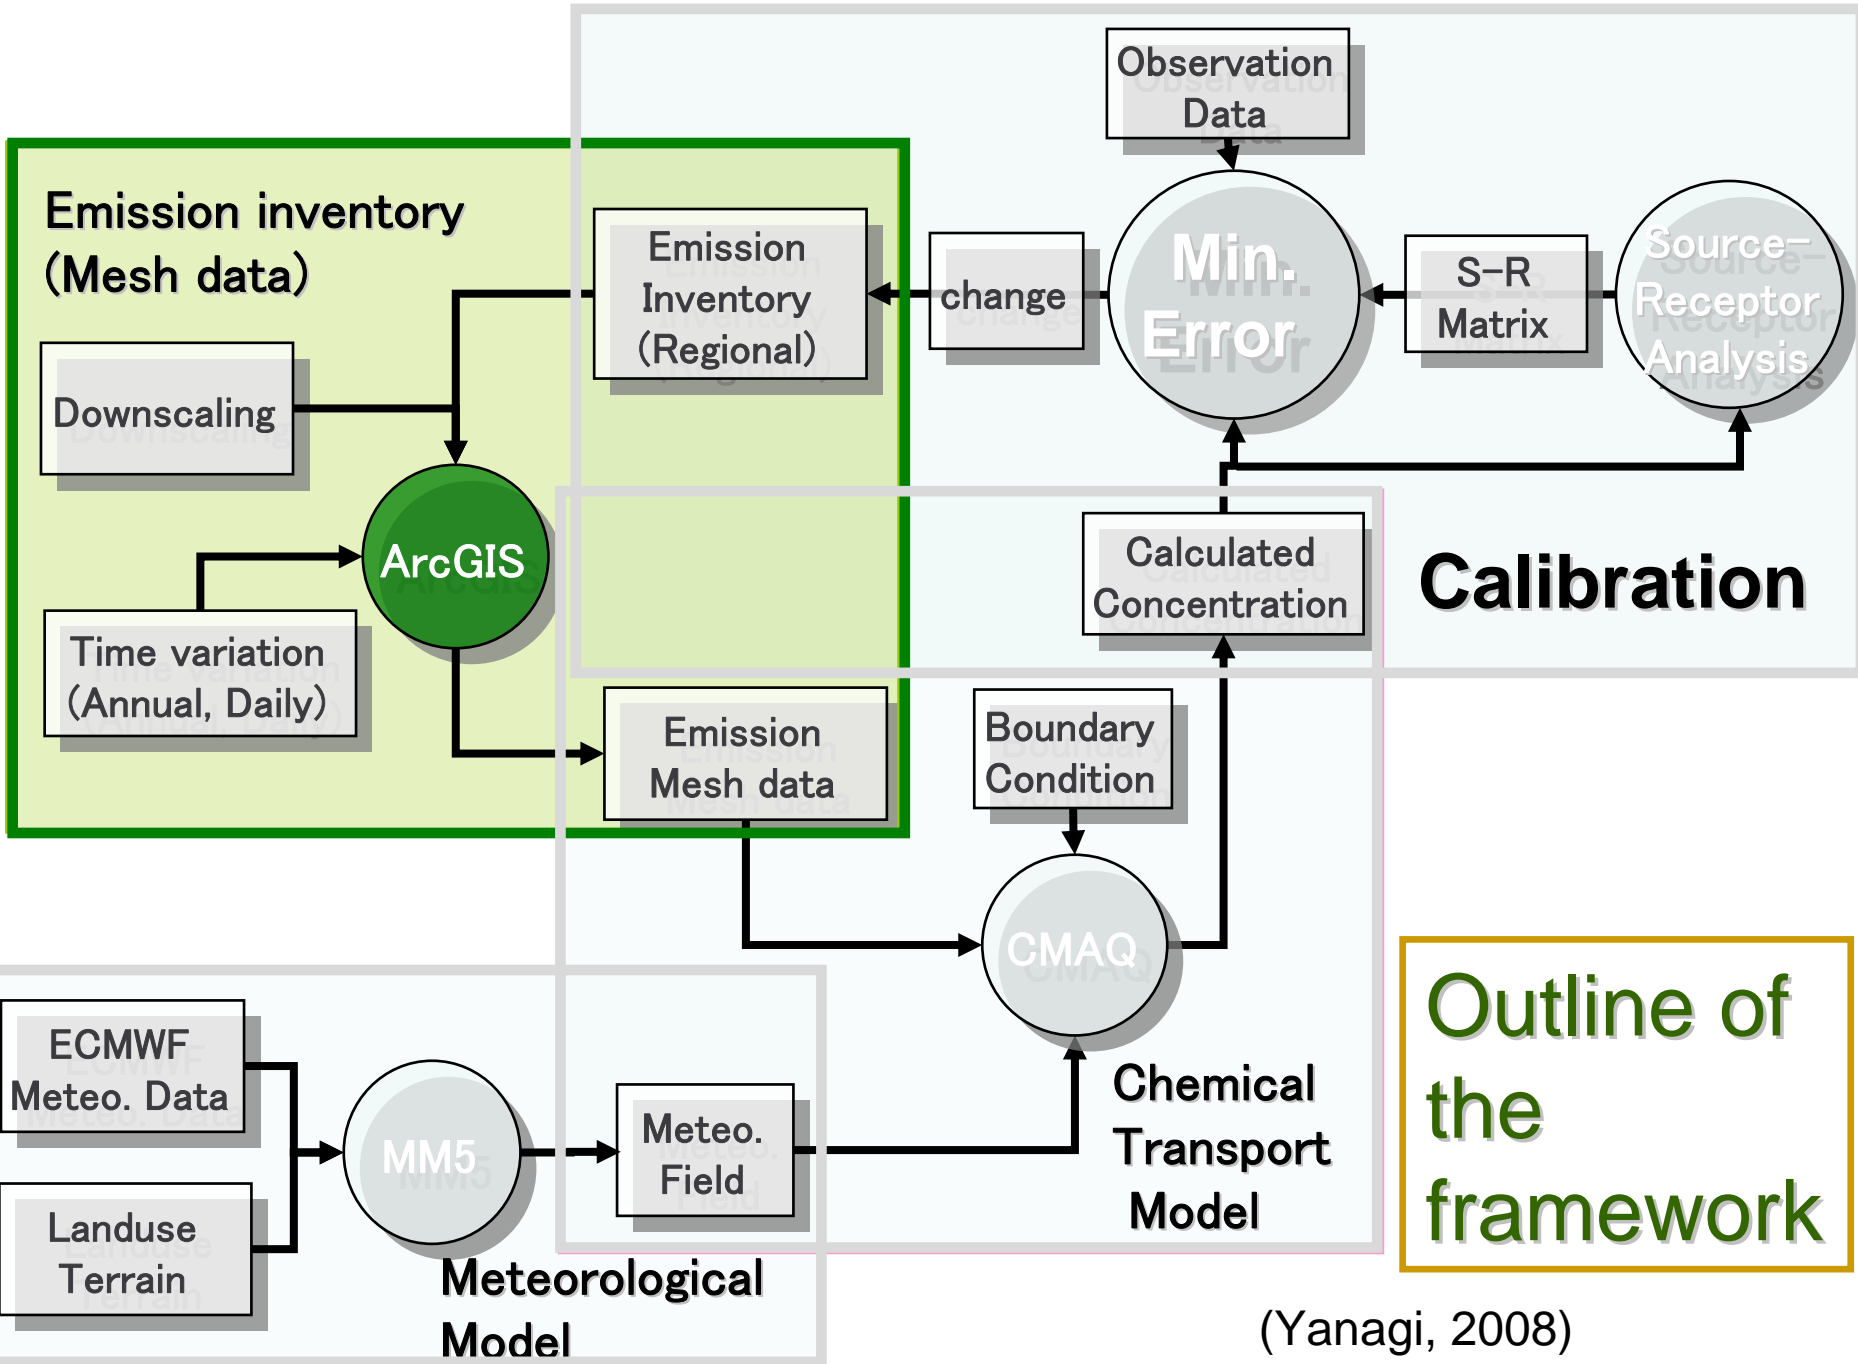 Observation
Data
Emission inventory
(Mesh data)
Emission
Inventory
(Regional)
change
Min.
Error
S-R
Matrix
Source-
Receptor
Analysis
Downscaling
ArcGIS
Time variation
(Annual, Daily)
Calculated
Concentration
Calibration
Emission
Mesh data
Boundary
Condition
CMAQ
ECMWF
Meteo. Data
MM5
Meteo.
Field
Landuse
Terrain
Chemical
Transport
Model
Meteorological
Model
Outline of
the
framework
(Yanagi, 2008)